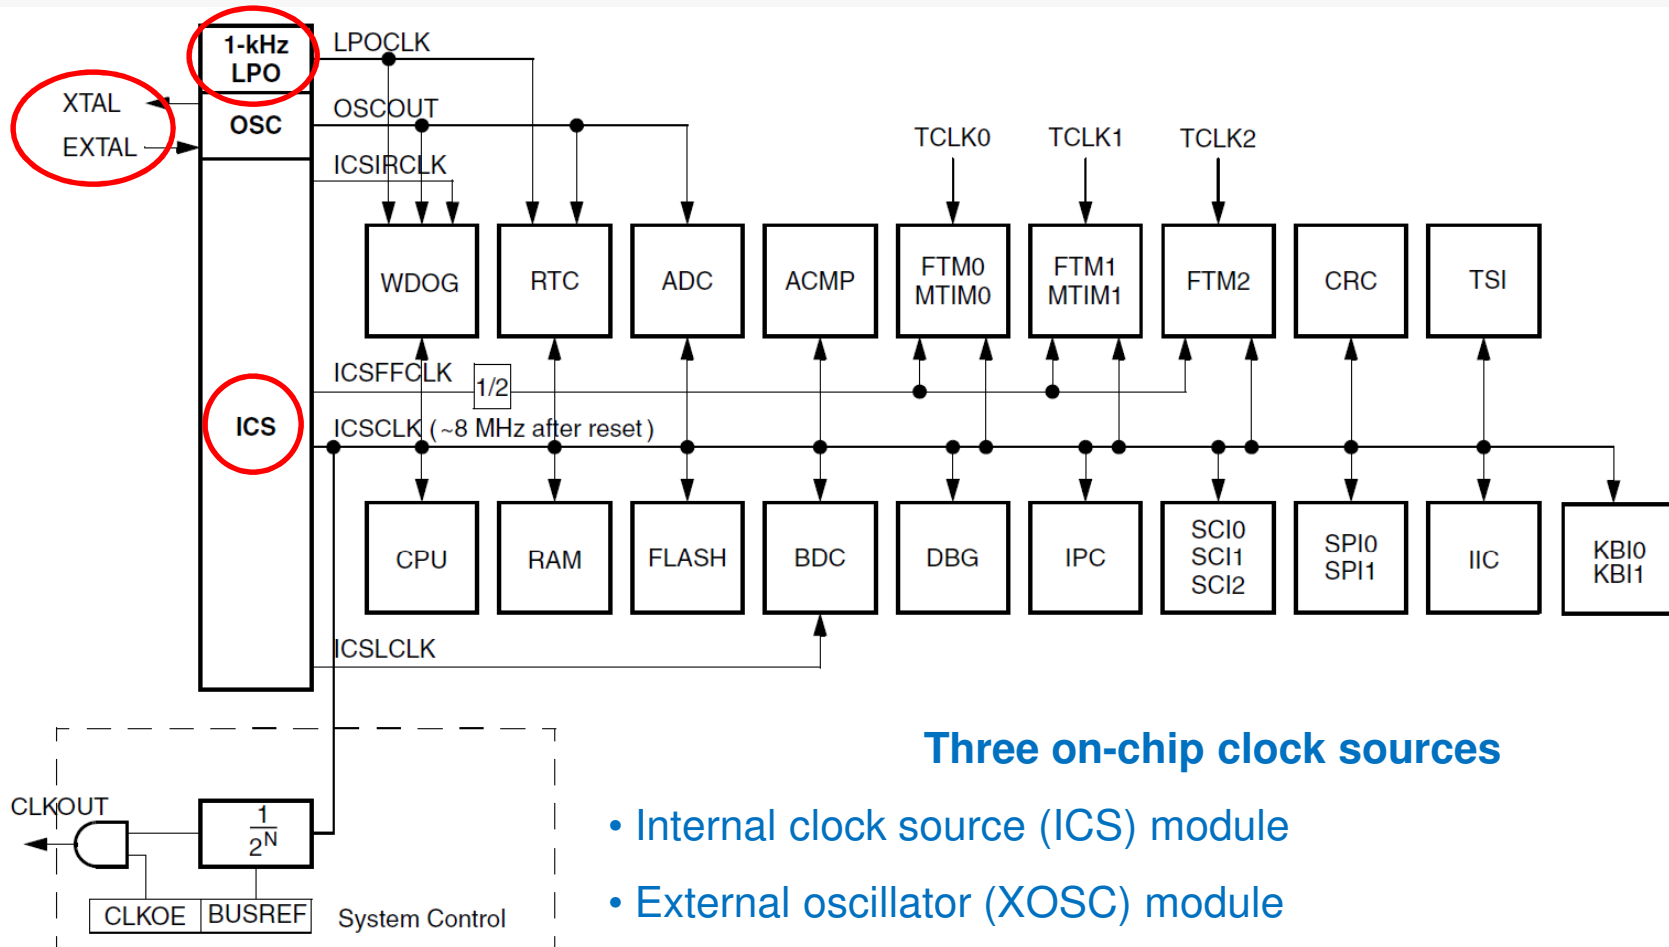 1-kHz
LPO
LPOCLK
XTAL
EXTAL
OSC
OSCOUT
ICSIRCLK
TCLK0
TCLK1
TCLK2
WDOG
RTC
ADC
ACMP
FTM0
MTIM0
FTM1
MTIM1
FTM2
CRC
TSI
ICSFFCLK
1/2
ICS
ICSCLK (~8 MHz after reset)
CPU
RAM
FLASH
BDC
DBG
IPC
SCI0
SCI1
SCI2
SPI0
SPI1
IIC
KBI0
KBI1
ICSLCLK
CLKOUT
1
2N
CLKOE
BUSREF
System Control
Three on-chip clock sources
• Internal clock source (ICS) module
• External oscillator (XOSC) module